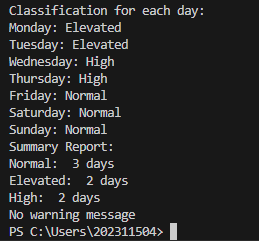 Classification for each day:
Monday: Elevated
Tuesday: Elevated
Wednesday: High
Thursday: High
Friday: Normal
Saturday: Normal
Sunday: Normal
Summary Report:
Normal:  3 days
Elevated:  2 days
High:  2 days
No warning message
PS C:\Users\202311504>